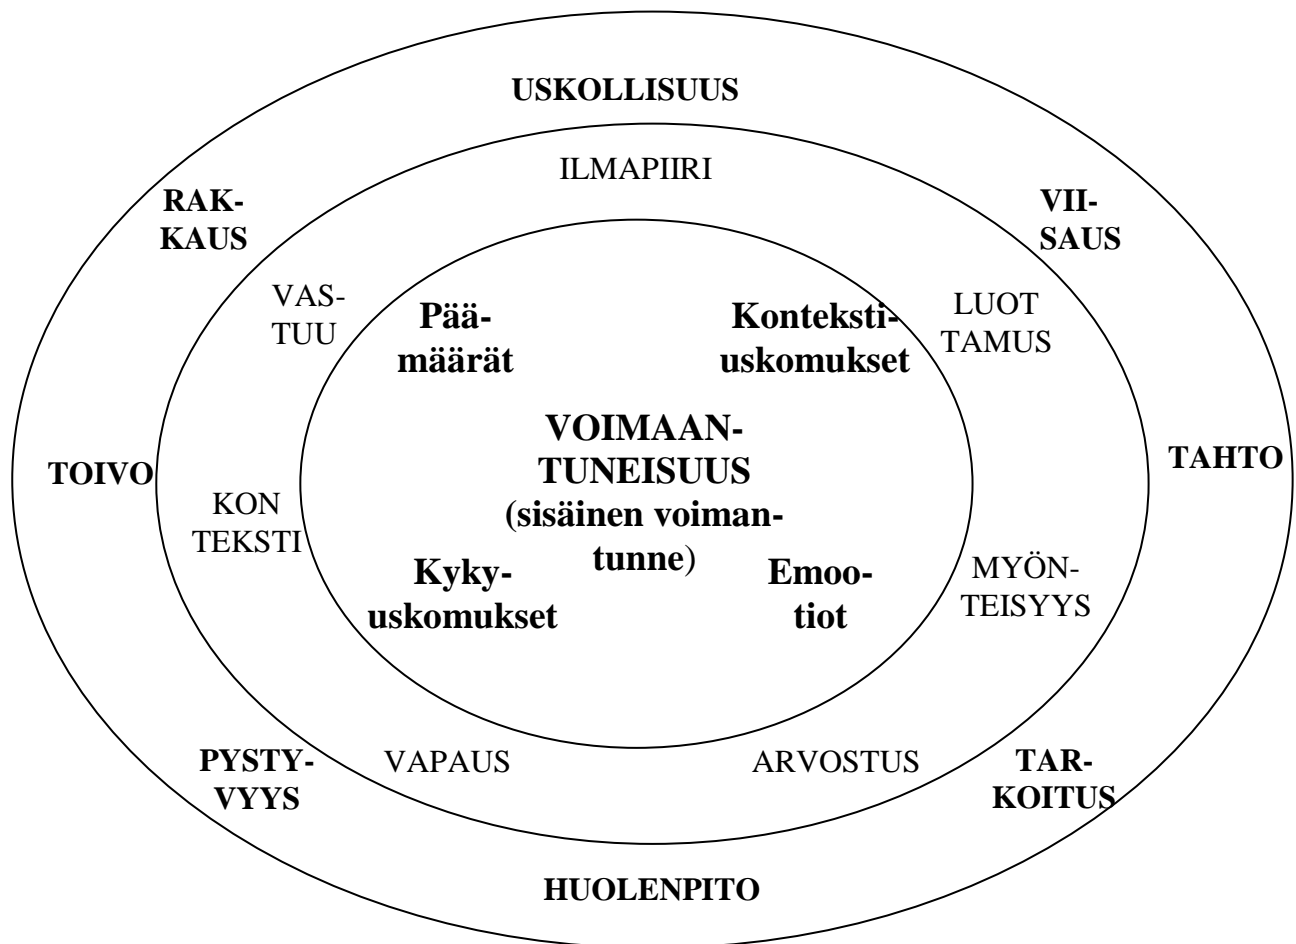 USKOLLISUUS
ILMAPIIRI
RAK-
KAUS
VII-
SAUS
VAS-
TUU
LUOT
TAMUS
Pää-
määrät
Konteksti-
uskomukset
VOIMAAN-
TUNEISUUS
(sisäinen voiman-
tunne)
TOIVO
TAHTO
KON
TEKSTI
Kyky-
uskomukset
Emoo-
tiot
MYÖN-
TEISYYS
PYSTY-
VYYS
VAPAUS
ARVOSTUS
TAR-
KOITUS
HUOLENPITO